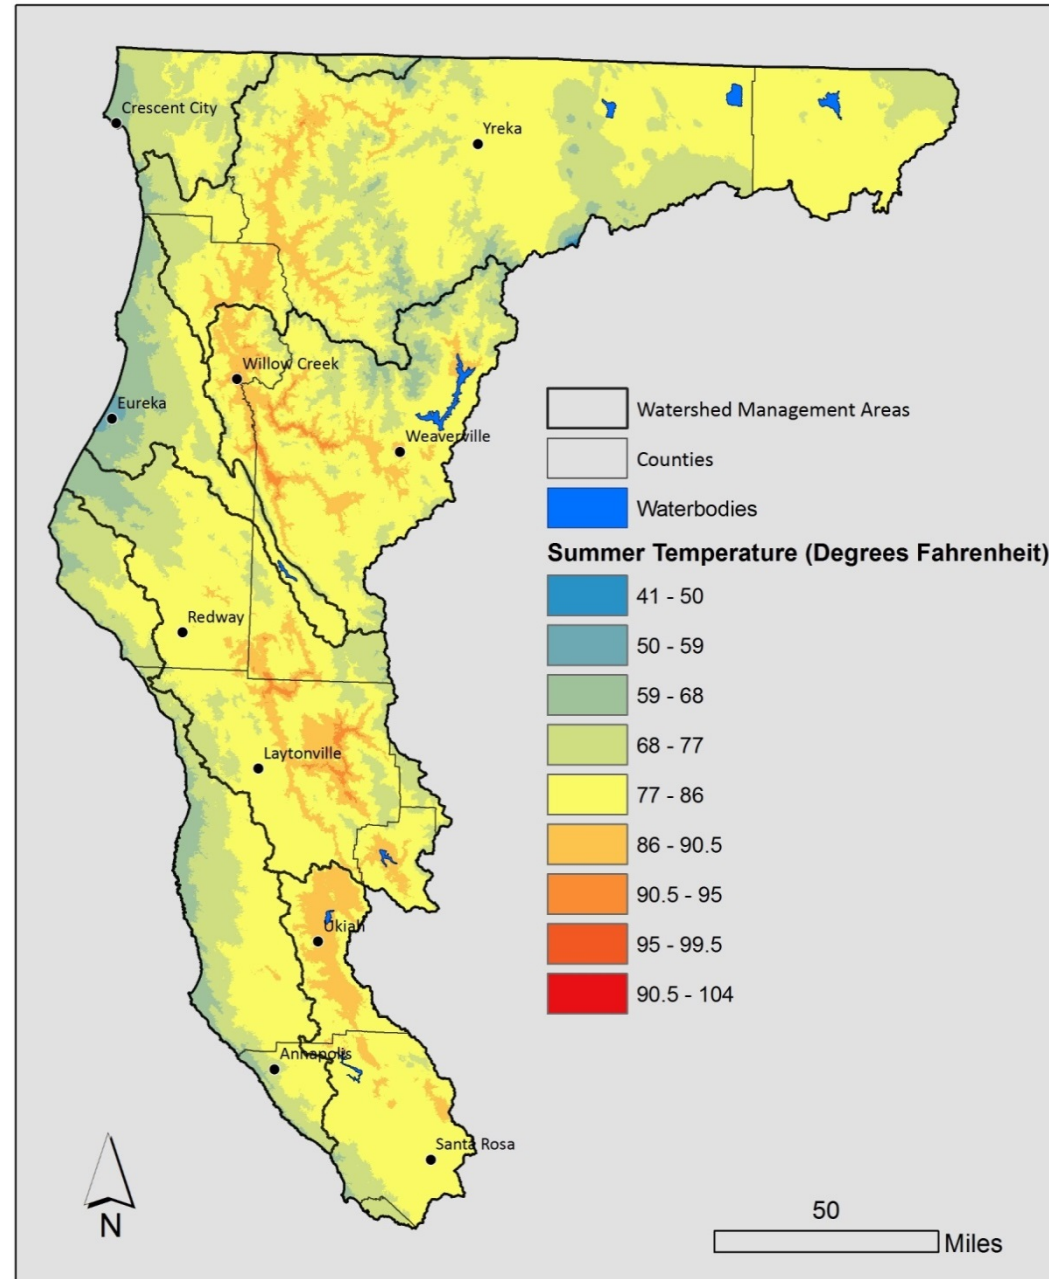 Crescent City
Yreka
Willow Creek
Eureka
Weaverville
Redway
Laytonville
Ukiah
Annapolis
Santa Rosa
Watershed Management Areas
Counties
Waterbodies
Summer Temperature (Degrees Fahrenheit)
41 - 50
50 - 59
59 - 68
68 - 77
77 - 86
86 - 90.5
90.5 - 95
95 - 99.5
90.5 - 104
N
50
Miles